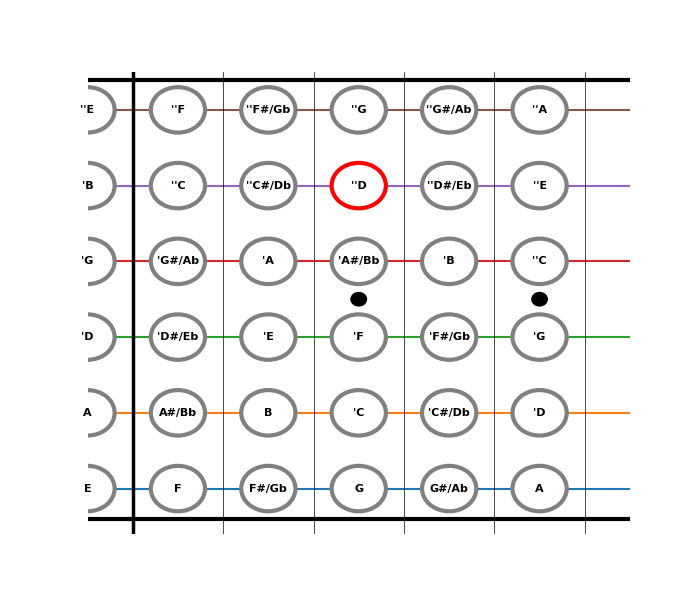 ''E ''F ''F#/Gb ''G ''G#/Ab ''A
'B ''C ''C#/Db ''D ''D#/Eb ''E
'G 'G#/Ab 'A 'A#/Bb 'B ''C
'D 'D#/Eb 'E 'F 'F#/Gb 'G
A A#/Bb B 'C 'C#/Db 'D
E F F#/Gb G G#/Ab A